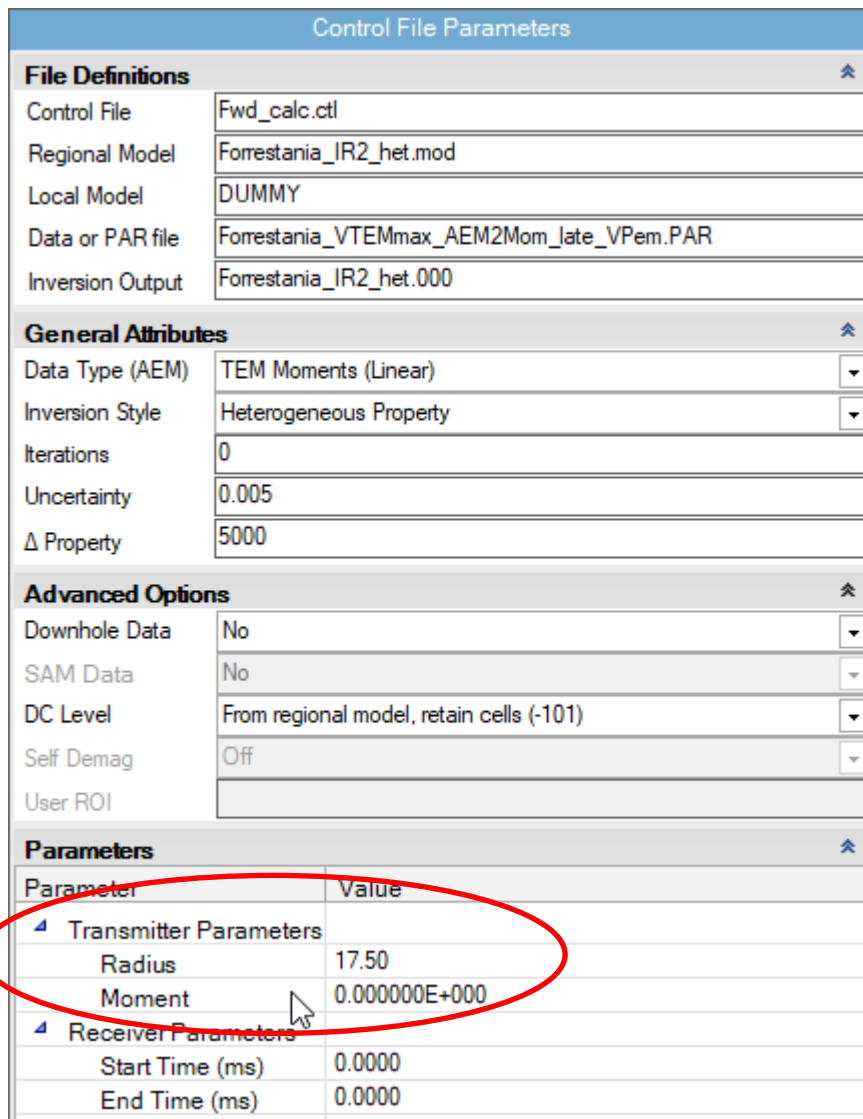 Control File Parameters
File Definitions
Control File Fwd_calc.ctl
Regional Model Forrestania_IR2_het.mod
Local Model DUMMY
Data or PAR file Forrestania_VTEMmax_AEM2Mom_late_VPem.PAR
Inversion Output Forrestania_IR2_het.000
General Attributes
Data Type (AEM) TEM Moments (Linear)
Inversion Style Heterogeneous Property
Iterations 0
Uncertainty 0.005
Δ Property 5000
Advanced Options
Downhole Data No
SAM Data No
DC Level From regional model, retain cells (-101)
Self Demag Off
User ROI
Parameters
Parameter Value
Transmitter Parameters
Radius 17.50
Moment 0.000000E+000
Receiver Parameters
Start Time (ms) 0.0000
End Time (ms) 0.0000